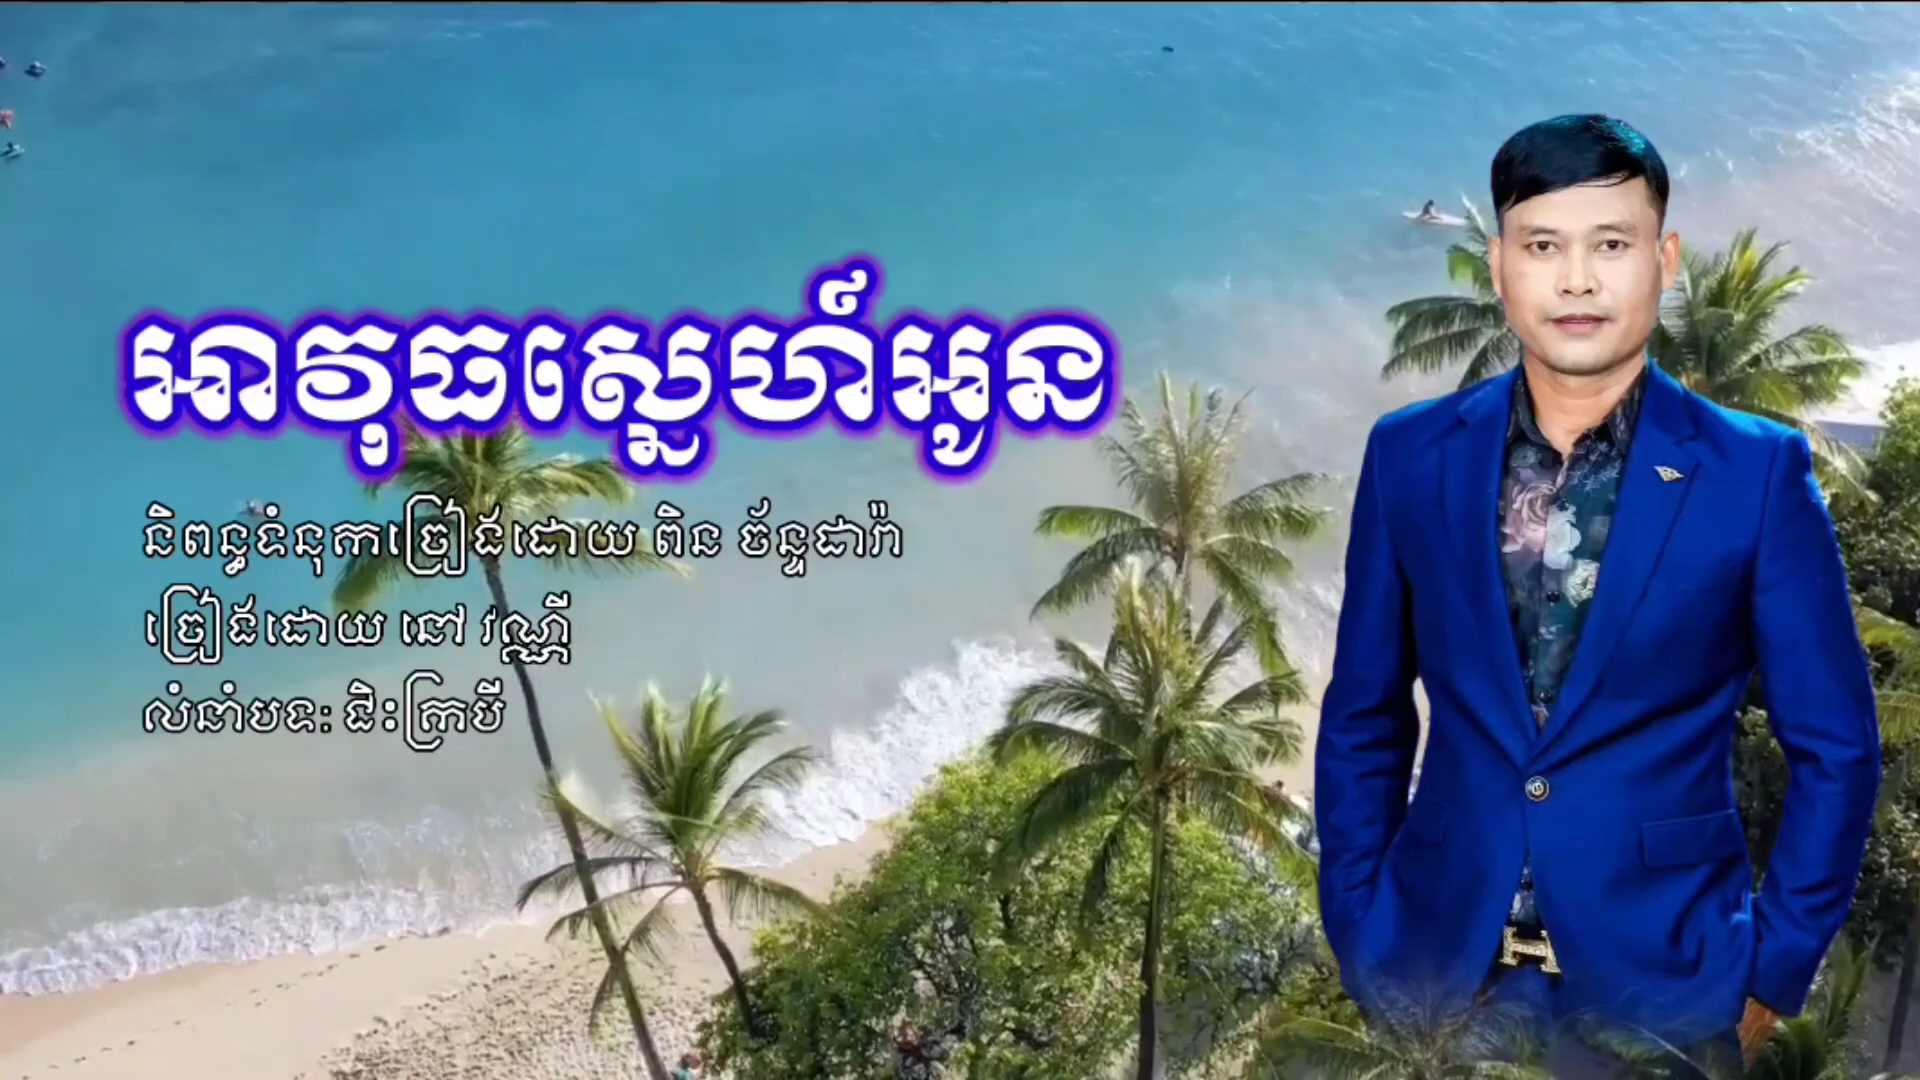 អាវុធស្នេហ៍អូន
និពន្ធទំនុកច្រៀងដោយ ពិន ច័ន្ទដារ៉ា
ច្រៀងដោយ នៅ វណ្ណី
លំនាំបទ: ជិះក្របី